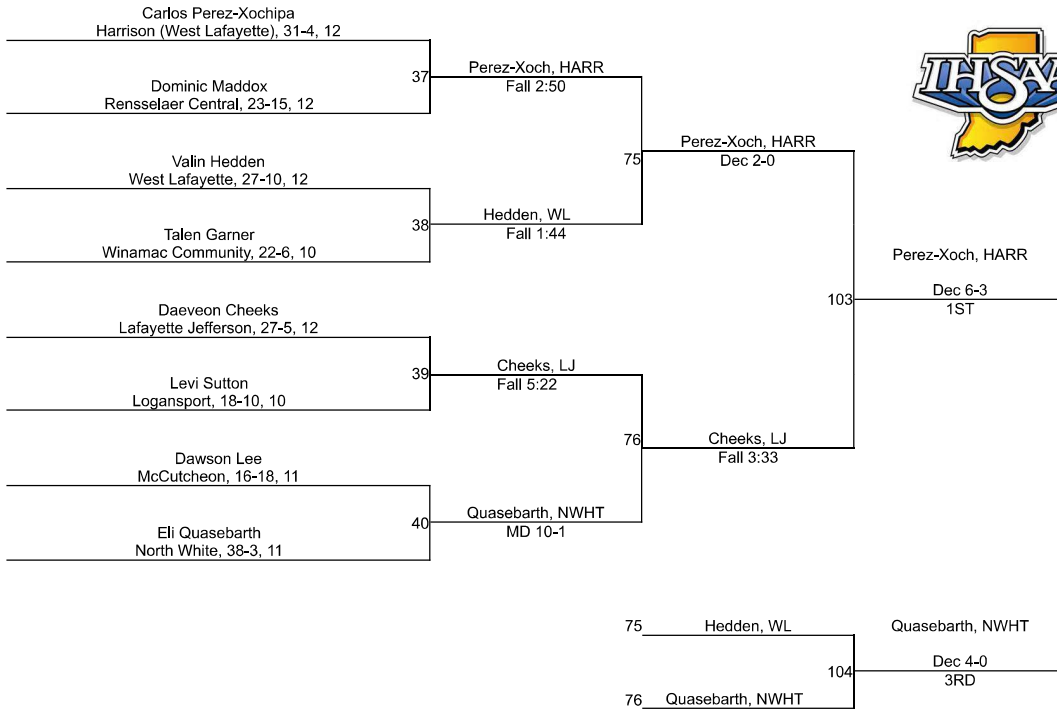 Carlos Perez-Xochipa
Harrison (West Lafayette), 31-4, 12
37
Dominic Maddox
Rensselaer Central, 23-15, 12
Perez-Xoch, HARR
Fall 2:50
Valin Hedden
West Lafayette, 27-10, 12
38
Talen Garner
Winamac Community, 22-6, 10
Hedden, WL
Fall 1:44
75
Perez-Xoch, HARR
Dec 2-0
Daeveon Cheeks
Lafayette Jefferson, 27-5, 12
39
Levi Sutton
Logansport, 18-10, 10
Cheeks, LJ
Fall 5:22
Dawson Lee
McCutcheon, 16-18, 11
40
Eli Quasebarth
North White, 38-3, 11
Quasebarth, NWHT
MD 10-1
76
Cheeks, LJ
Fall 3:33
103
Perez-Xoch, HARR
Dec 6-3
1ST
75 Hedden, WL
76 Quasebarth, NWHT
104
Quasebarth, NWHT
Dec 4-0
3RD
IHSAA